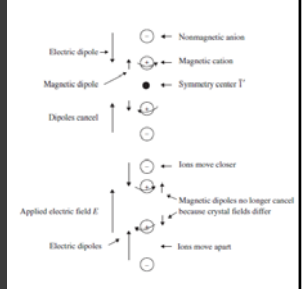 Nonmagnetic anion
Electric dipole
Magnetic cation
Magnetic dipole
Symmetry center 1̄
Dipoles cancel
Ions move closer
Magnetic dipoles no longer cancel
because crystal fields differ
Applied electric field E
Electric dipoles
Ions move apart